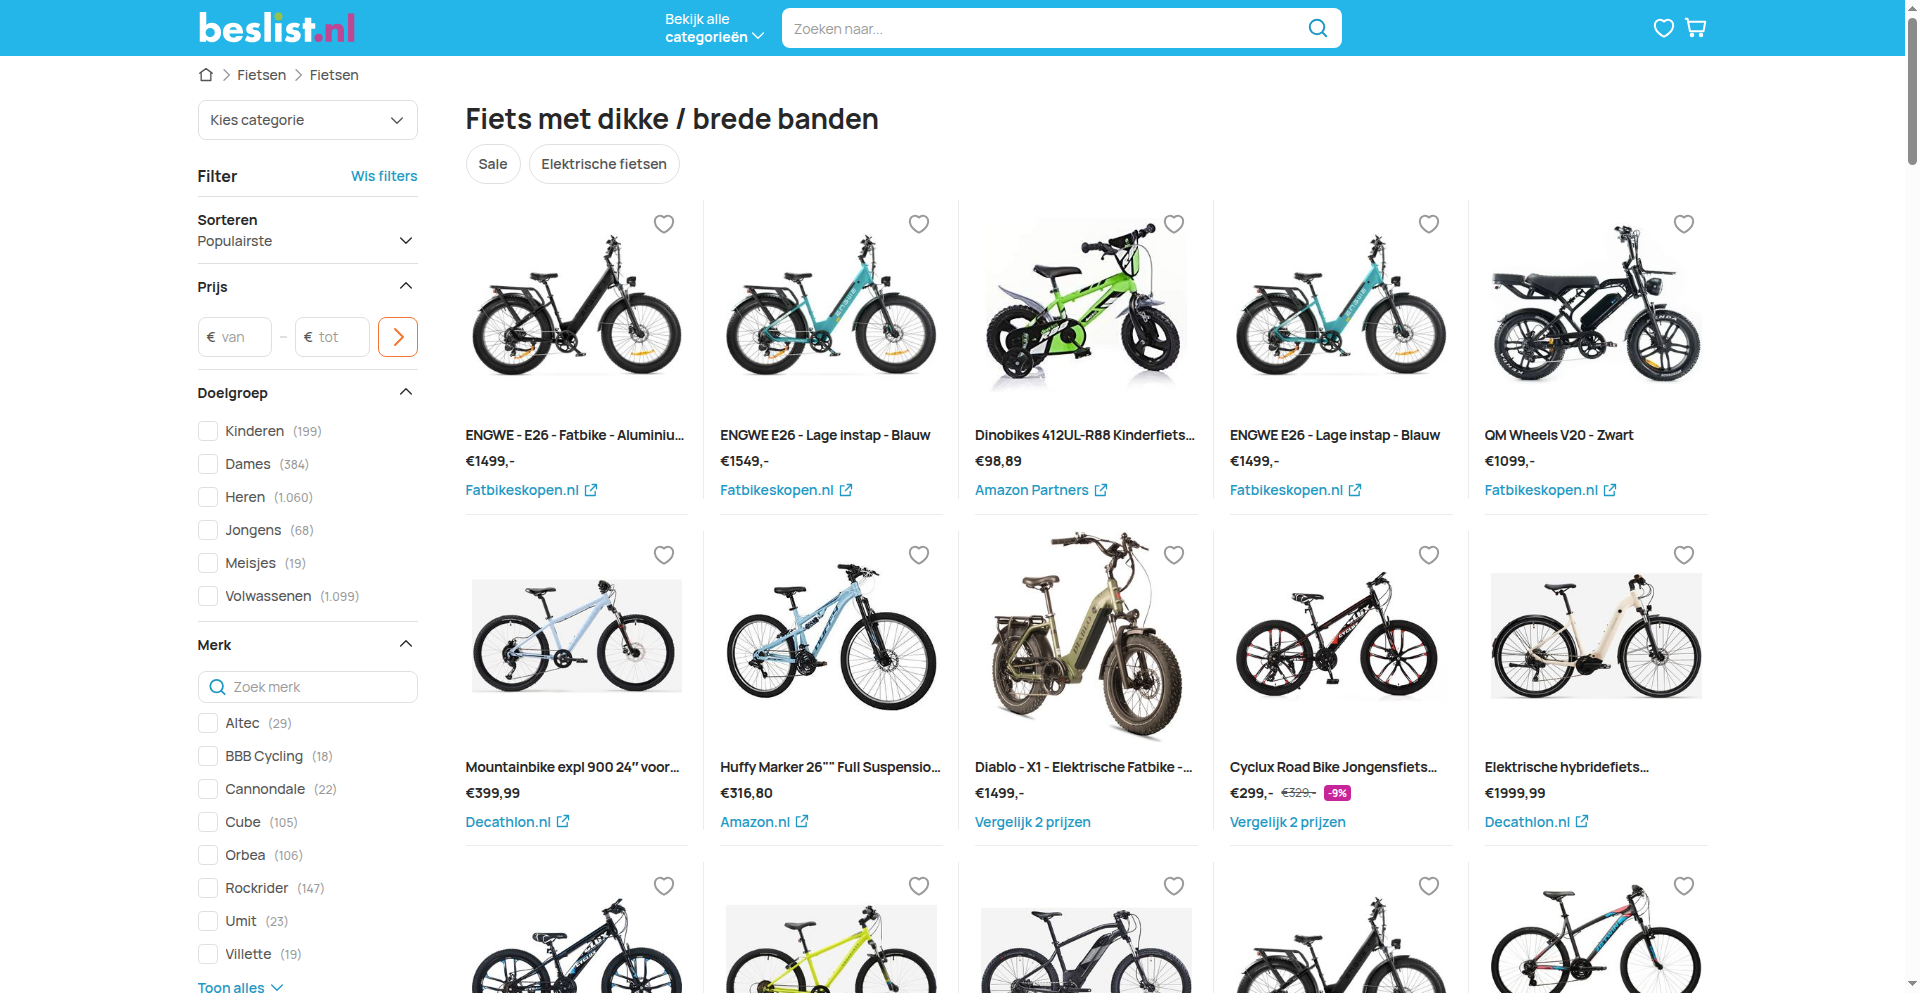 beslist.nl
Bekijk alle
categorieën
Zoeken naar...
Fietsen
Fietsen
Kies categorie
Filter
Wis filters
Sorteren
Populairste
Prijs
€ van
–
€ tot
Doelgroep
Kinderen (199)
Dames (384)
Heren (1.060)
Jongens (68)
Meisjes (19)
Volwassenen (1.099)
Merk
Zoek merk
Altec (29)
BBB Cycling (18)
Cannondale (22)
Cube (105)
Orbea (106)
Rockrider (147)
Umit (23)
Villette (19)
Toon alles
Fiets met dikke / brede banden
Sale
Elektrische fietsen
ENGWE - E26 - Fatbike - Aluminiu...
€1499,-
Fatbikeskopen.nl
ENGWE E26 - Lage instap - Blauw
€1549,-
Fatbikeskopen.nl
Dinobikes 412UL-R88 Kinderfiets...
€98,89
Amazon Partners
ENGWE E26 - Lage instap - Blauw
€1499,-
Fatbikeskopen.nl
QM Wheels V20 - Zwart
€1099,-
Fatbikeskopen.nl
Mountainbike expl 900 24″ voor...
€399,99
Decathlon.nl
Huffy Marker 26"" Full Suspensio...
€316,80
Amazon.nl
Diablo - X1 - Elektrische Fatbike -...
€1499,-
Vergelijk 2 prijzen
Cyclux Road Bike Jongensfiets...
€299,- €329,- -9%
Vergelijk 2 prijzen
Elektrische hybridefiets...
€1999,99
Decathlon.nl